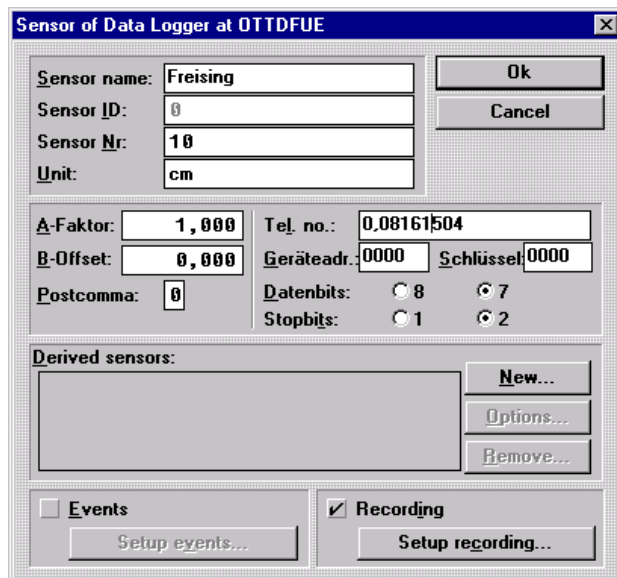 Sensor of Data Logger at OTTDFUE
Sensor name: Freising
Ok
Sensor ID: 0
Cancel
Sensor Nr: 10
Unit: cm
A-Faktor: 1,000
Tel. no.: 0,08161504
B-Offset: 0,000
Geräteadr.: 0000 Schlüssel: 0000
Postcomma: 0
Datenbits: 8 7
Stopbits: 1 2
Derived sensors:
New...
Options...
Remove...
Events
Recording
Setup events...
Setup recording...